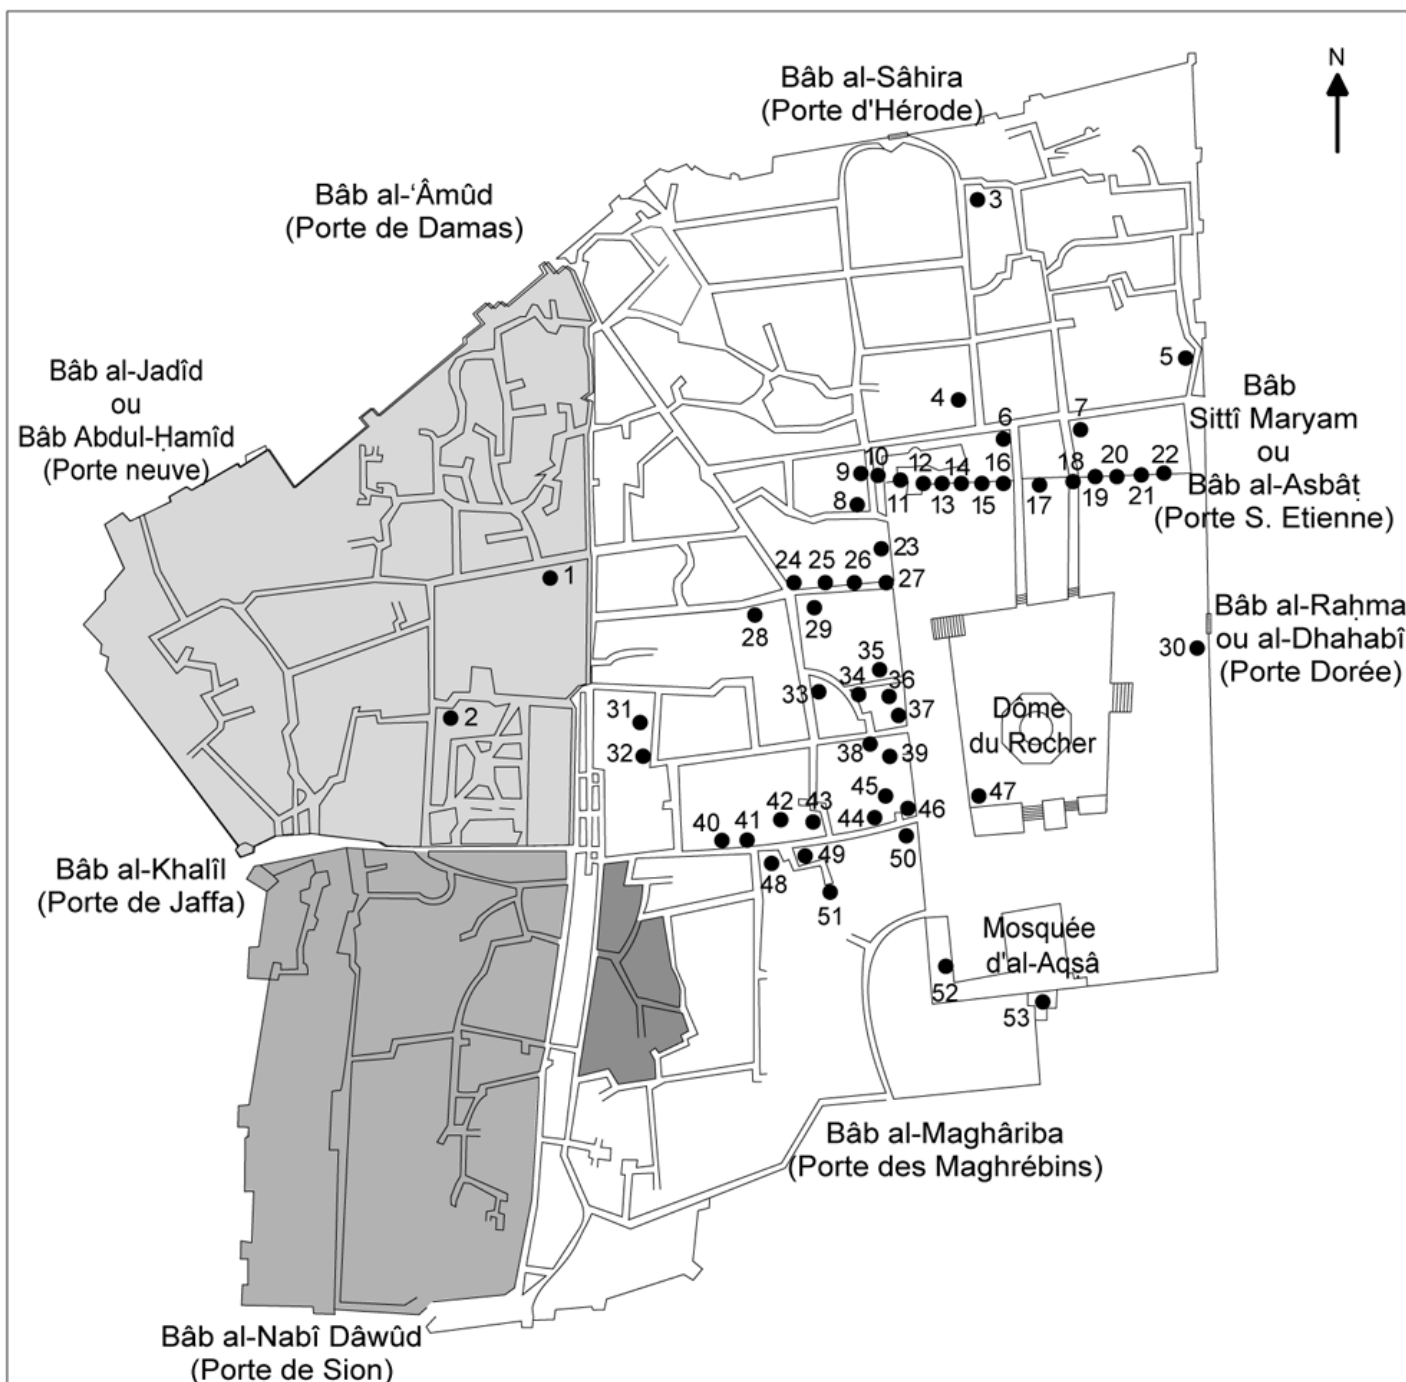 N
Bâb al-Sâhira
(Porte d'Hérode)
Bâb al-‘Âmûd
(Porte de Damas)
3
Bâb al-Jadîd
ou
Bâb Abdul-Ḥamîd
(Porte neuve)
5
4
Bâb
Sittî Maryam
ou
Bâb al-Asbâṭ
(Porte S. Etienne)
6
7
9
10
12
14
16
18
20
22
8
11
13
15
17
19
21
23
24
25
26
27
1
28
29
30
Bâb al-Raḥma
ou al-Dhahabî
(Porte Dorée)
35
34
36
33
37
2
31
32
38
39
Dôme
du Rocher
45
47
42
43
44
46
40
41
49
50
48
51
Bâb al-Khalîl
(Porte de Jaffa)
Mosquée
d'al-Aqṣâ
52
53
Bâb al-Maghâriba
(Porte des Maghrébins)
Bâb al-Nabî Dâwûd
(Porte de Sion)